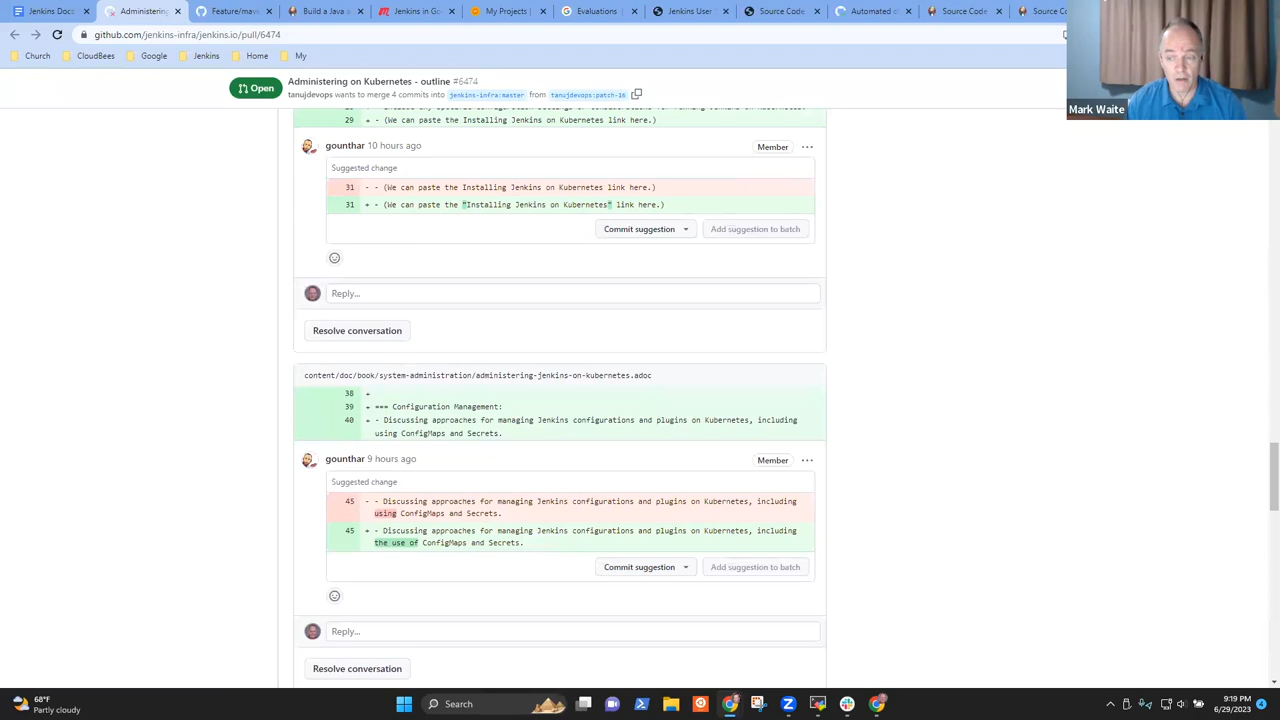 Jenkins Docs
Administering
Feature/mave
Build a Java a
Jenkins in Go
My Projects |
Evaluations
Jenkins User
Source Code
Automated c
Source Code
Source Co
github.com/jenkins-infra/jenkins.io/pull/6474
Church
CloudBees
Google
Jenkins
Home
My
Open
Administering on Kubernetes - outline #6474
tanujdevops wants to merge 4 commits into jenkins-infra:master from tanujdevops:patch-16
Mark Waite
29 + - (We can paste the Installing Jenkins on Kubernetes link here.)
gounthar 10 hours ago
Member
Suggested change
31 - - (We can paste the Installing Jenkins on Kubernetes link here.)
31 + - (We can paste the "Installing Jenkins on Kubernetes" link here.)
Commit suggestion
Add suggestion to batch
Reply...
Resolve conversation
content/doc/book/system-administration/administering-jenkins-on-kubernetes.adoc
38 +
39 + === Configuration Management:
40 + - Discussing approaches for managing Jenkins configurations and plugins on Kubernetes, including
using ConfigMaps and Secrets.
gounthar 9 hours ago
Member
Suggested change
45 - - Discussing approaches for managing Jenkins configurations and plugins on Kubernetes, including
using ConfigMaps and Secrets.
45 + - Discussing approaches for managing Jenkins configurations and plugins on Kubernetes, including
the use of ConfigMaps and Secrets.
Commit suggestion
Add suggestion to batch
Reply...
Resolve conversation
68°F
Partly cloudy
Search
9:19 PM
6/29/2023
4